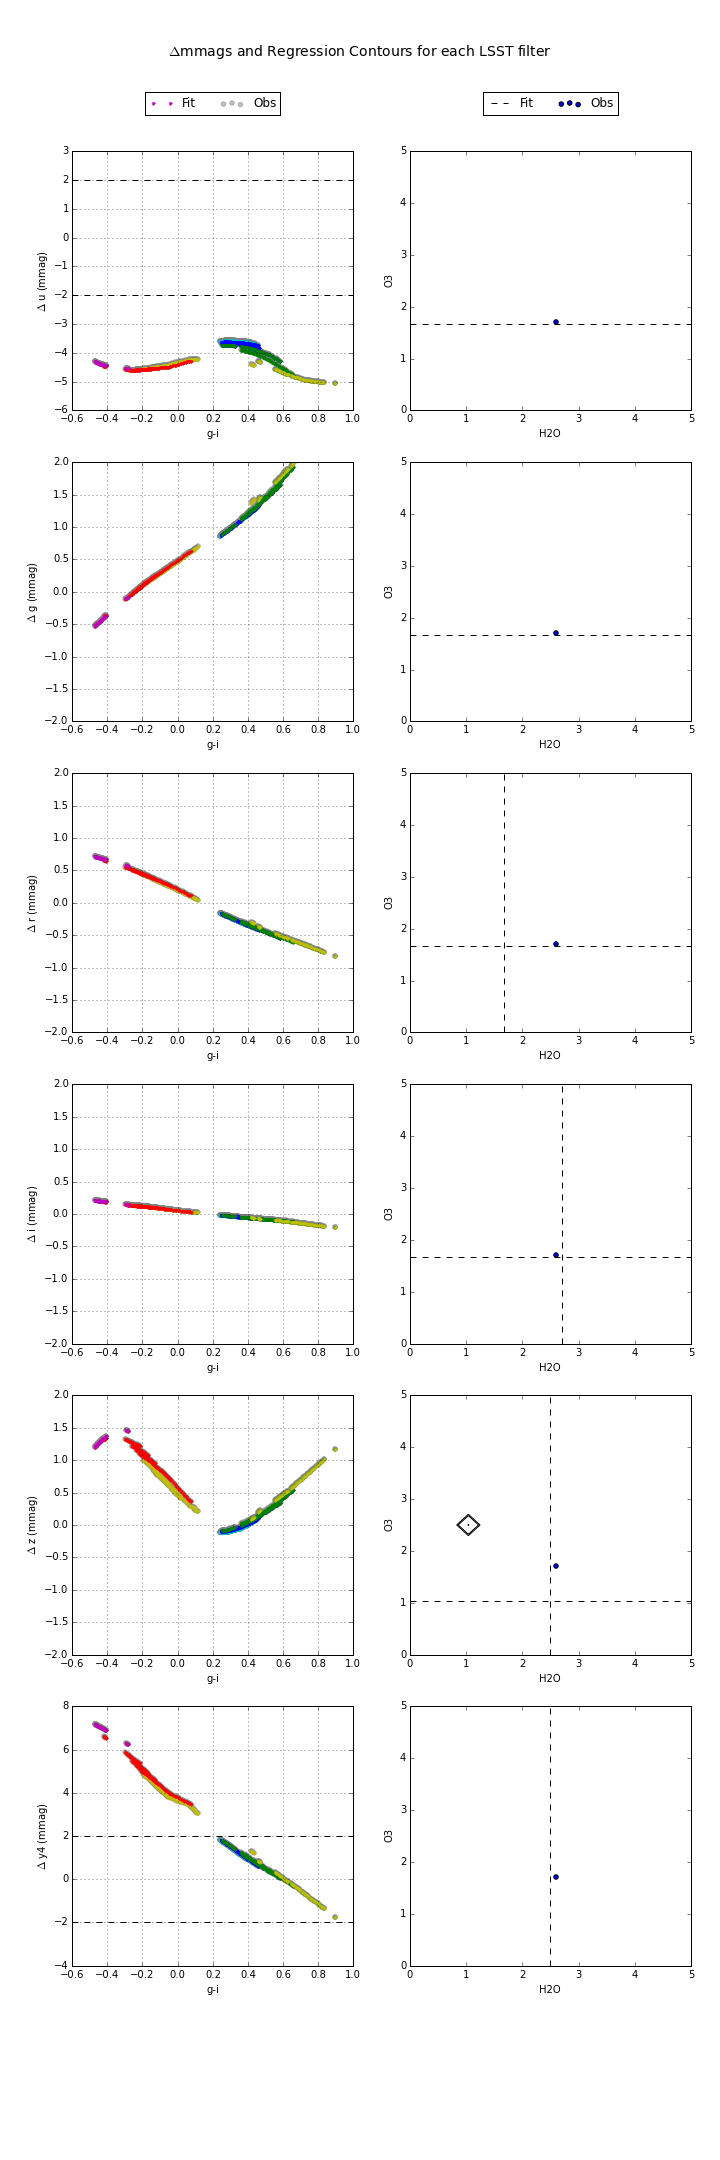 Δmmags and Regression Contours for each LSST filter
Fit Obs
Fit Obs
3
2
1
0
−1
−2
−3
−4
−5
−6
Δ u (mmag)
−0.6 −0.4 −0.2 0.0 0.2 0.4 0.6 0.8 1.0
g-i
5
4
3
2
1
0
O3
0 1 2 3 4 5
H2O
2.0
1.5
1.0
0.5
0.0
−0.5
−1.0
−1.5
−2.0
Δ g (mmag)
−0.6 −0.4 −0.2 0.0 0.2 0.4 0.6 0.8 1.0
g-i
5
4
3
2
1
0
O3
0 1 2 3 4 5
H2O
2.0
1.5
1.0
0.5
0.0
−0.5
−1.0
−1.5
−2.0
Δ r (mmag)
−0.6 −0.4 −0.2 0.0 0.2 0.4 0.6 0.8 1.0
g-i
5
4
3
2
1
0
O3
0 1 2 3 4 5
H2O
2.0
1.5
1.0
0.5
0.0
−0.5
−1.0
−1.5
−2.0
Δ i (mmag)
−0.6 −0.4 −0.2 0.0 0.2 0.4 0.6 0.8 1.0
g-i
5
4
3
2
1
0
O3
0 1 2 3 4 5
H2O
2.0
1.5
1.0
0.5
0.0
−0.5
−1.0
−1.5
−2.0
Δ z (mmag)
−0.6 −0.4 −0.2 0.0 0.2 0.4 0.6 0.8 1.0
g-i
5
4
3
2
1
0
O3
0 1 2 3 4 5
H2O
8
6
4
2
0
−2
−4
Δ y4 (mmag)
−0.6 −0.4 −0.2 0.0 0.2 0.4 0.6 0.8 1.0
g-i
5
4
3
2
1
0
O3
0 1 2 3 4 5
H2O